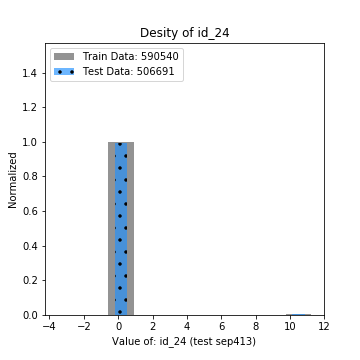 Desity of id_24
Train Data: 590540
Test Data: 506691
Normalized
1.4
1.2
1.0
0.8
0.6
0.4
0.2
0.0
−4 −2 0 2 4 6 8 10 12
Value of: id_24 (test sep413)